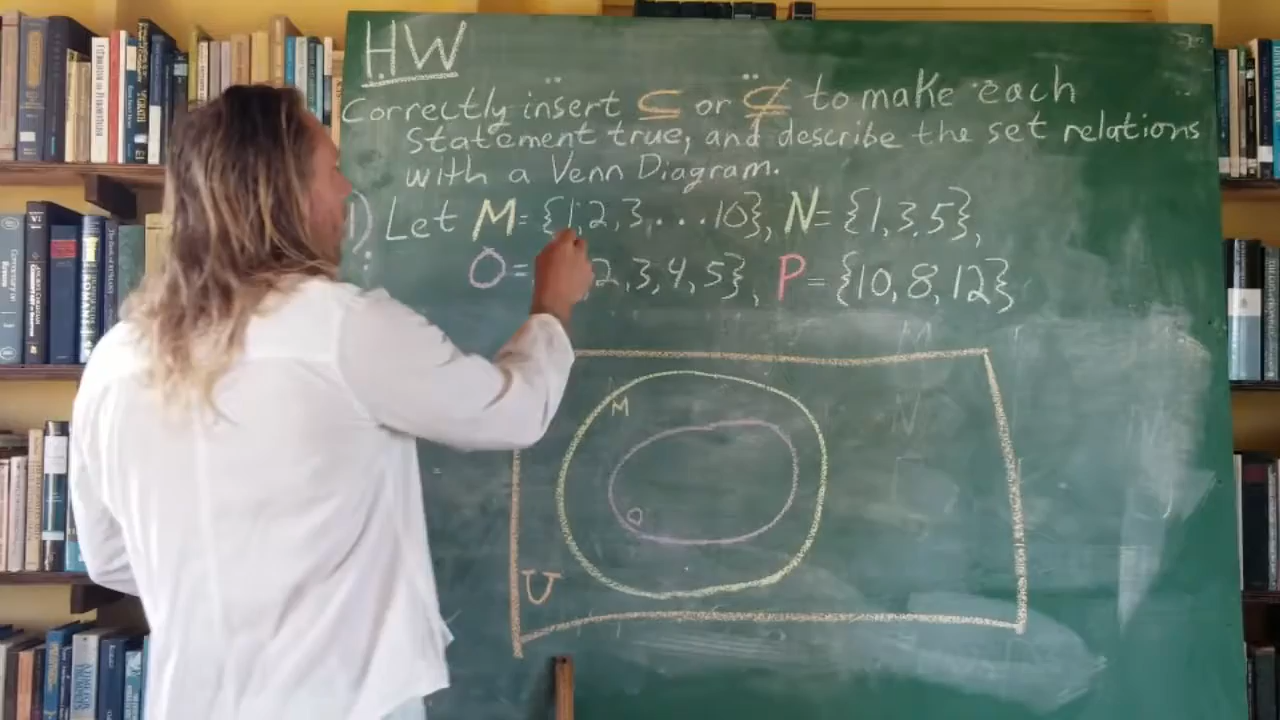 H.W
Correctly insert ⊆ or ⊈ to make each
statement true, and describe the set relations
with a Venn Diagram.
1) Let M = {1,2,3, . . . 10}, N = {1,3,5},
O = 2,3,4,5}, P = {10,8,12}
M
O
U